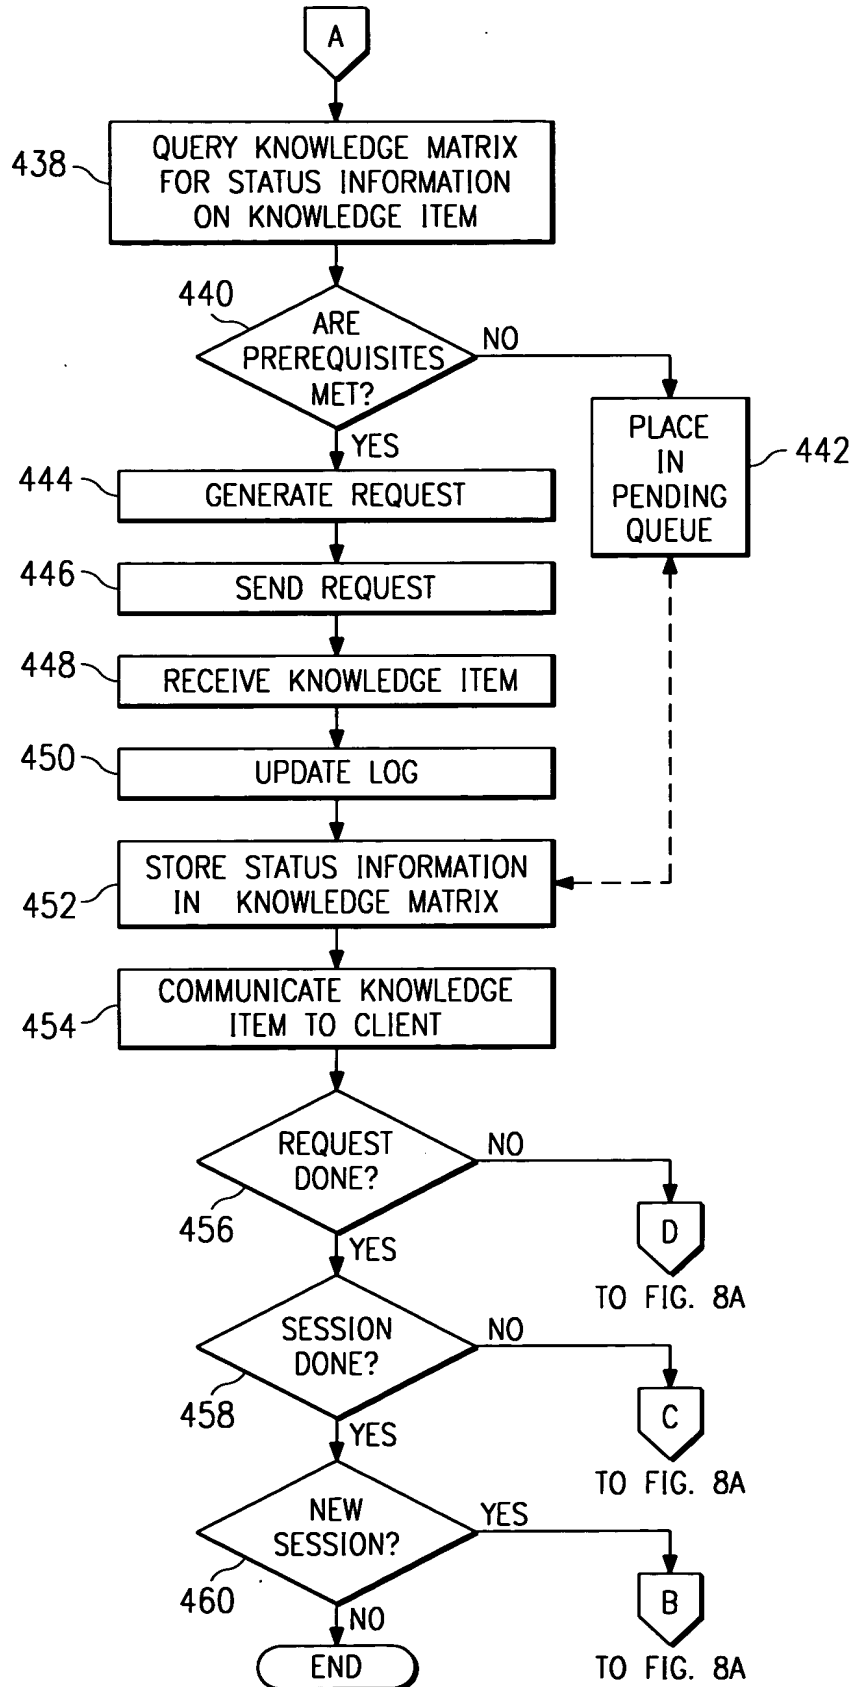 A
438
QUERY KNOWLEDGE MATRIX
FOR STATUS INFORMATION
ON KNOWLEDGE ITEM
440
ARE
PREREQUISITES
MET?
NO
YES
PLACE
IN
PENDING
QUEUE
442
444
GENERATE REQUEST
446
SEND REQUEST
448
RECEIVE KNOWLEDGE ITEM
450
UPDATE LOG
452
STORE STATUS INFORMATION
IN KNOWLEDGE MATRIX
454
COMMUNICATE KNOWLEDGE
ITEM TO CLIENT
REQUEST
DONE?
NO
456
YES
D
TO FIG. 8A
SESSION
DONE?
NO
458
YES
C
TO FIG. 8A
NEW
SESSION?
YES
460
NO
B
END
TO FIG. 8A